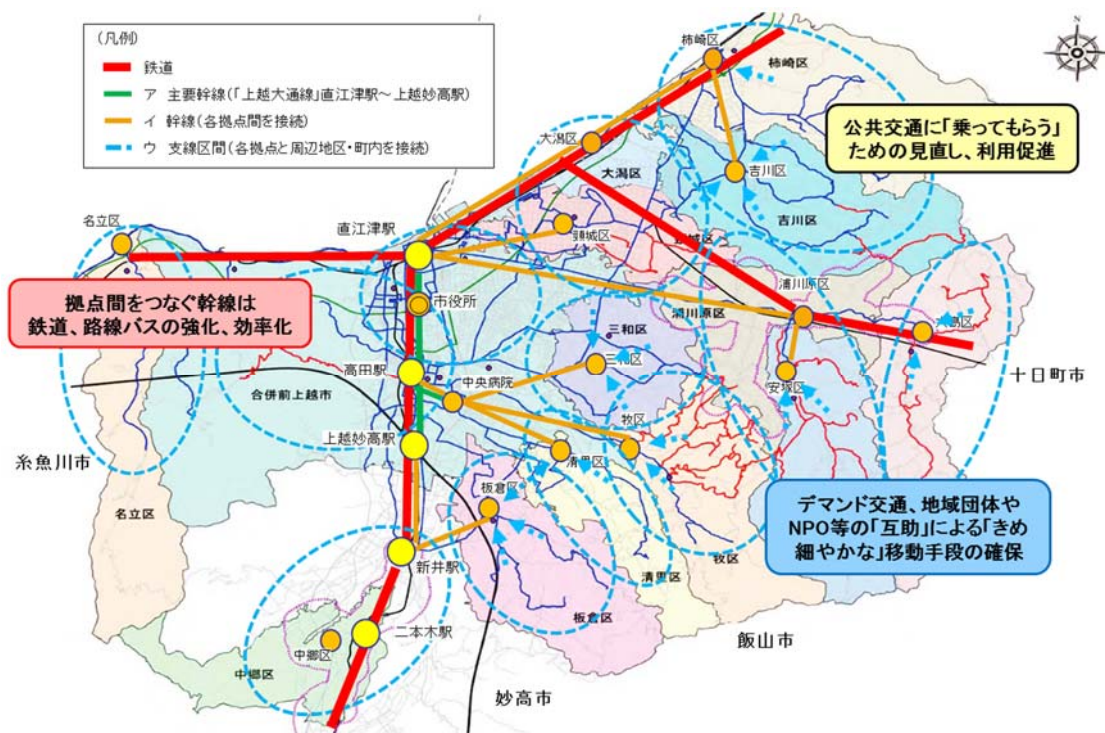 (凡例)
鉄道
ア 主要幹線(「上越大通線」直江津駅~上越妙高駅)
イ 幹線(各拠点間を接続)
ウ 支線区間(各拠点と周辺地区・町内を接続)
N
柿崎区
柿崎区
公共交通に「乗ってもらう」
ための見直し、利用促進
大潟区
大潟区
吉川区
吉川区
名立区
直江津駅
頸城区
頸城区
浦川原区
浦川原区
拠点間をつなぐ幹線は
鉄道、路線バスの強化、効率化
市役所
三和区
三和区
大島区
高田駅
中央病院
安塚区
十日町市
合併前上越市
牧区
上越妙高駅
清里区
糸魚川市
板倉区
デマンド交通、地域団体や
NPO等の「互助」による「きめ
細やかな」移動手段の確保
名立区
新井駅
清里区
牧区
板倉区
二本木駅
中郷区
中郷区
飯山市
妙高市